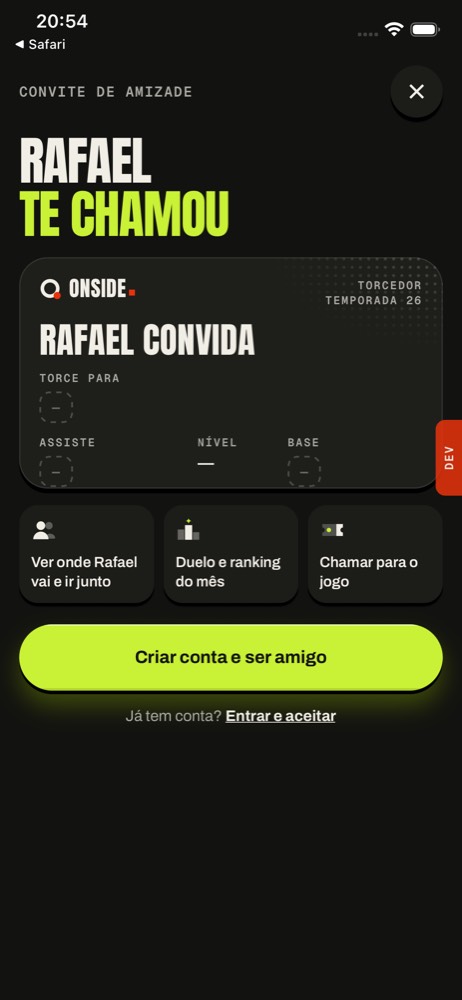 20:54
◀ Safari
CONVITE DE AMIZADE
RAFAEL
TE CHAMOU
ONSIDE
TORCEDOR
TEMPORADA 26
RAFAEL CONVIDA
TORCE PARA
–
ASSISTE
NÍVEL
BASE
–
—
–
DEV
Ver onde Rafael
vai e ir junto
Duelo e ranking
do mês
Chamar para o
jogo
Criar conta e ser amigo
Já tem conta? Entrar e aceitar